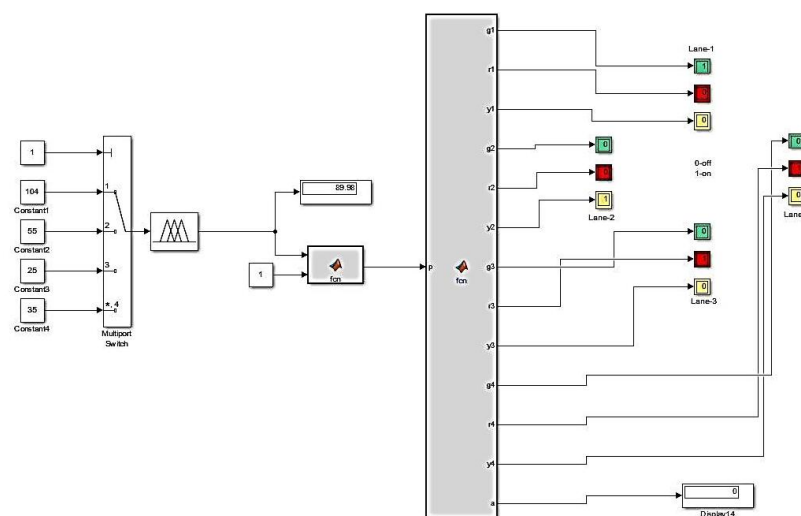 1
104
Constant1
55
Constant2
25
Constant3
35
Constant4
1
2
3
*, 4
Multiport
Switch
89.98
1
fcn
p
fcn
g1
r1
y1
g2
r2
y2
g3
r3
y3
g4
r4
y4
a
Lane-1
1
0
0
0
1
Lane-2
0-off
1-on
0
0
Lane-3
0
0
Lane
0
Display14